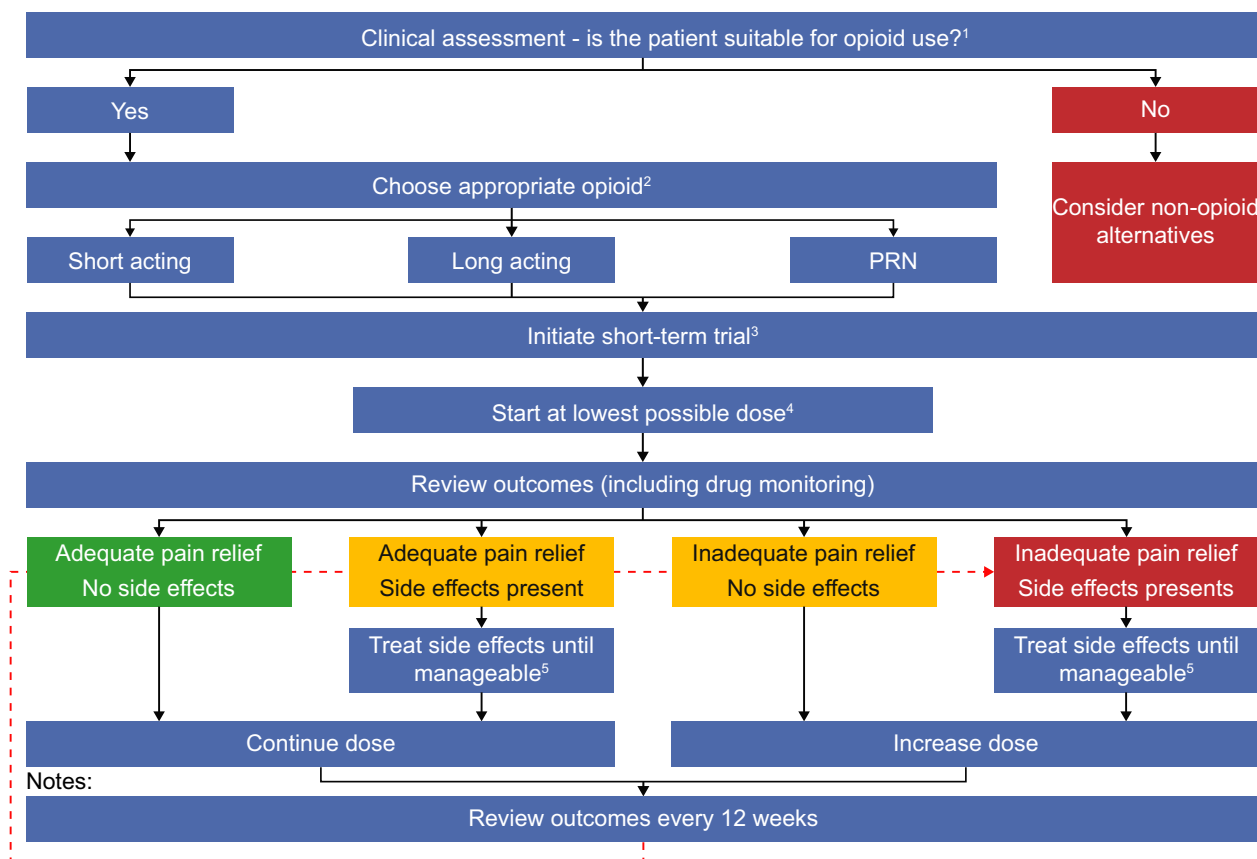 Clinical assessment - is the patient suitable for opioid use?¹
Yes
No
Choose appropriate opioid²
Consider non-opioid
alternatives
Short acting
Long acting
PRN
Initiate short-term trial³
Start at lowest possible dose⁴
Review outcomes (including drug monitoring)
Adequate pain relief
No side effects
Adequate pain relief
Side effects present
Inadequate pain relief
No side effects
Inadequate pain relief
Side effects presents
Treat side effects until
manageable⁵
Treat side effects until
manageable⁵
Continue dose
Increase dose
Notes:
Review outcomes every 12 weeks